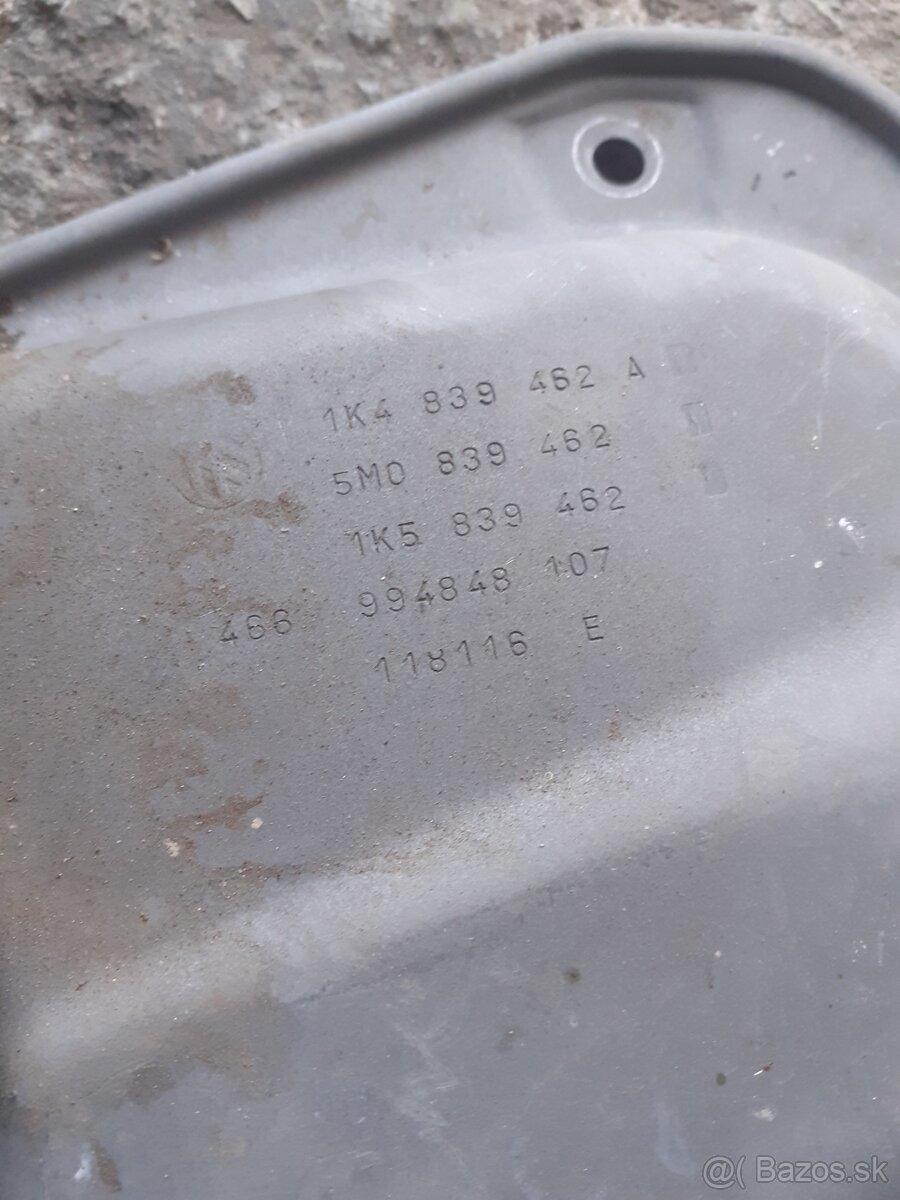 1K4 839 462 A
5M0 839 462
1K5 839 462
466 994848 107
118116 E
@( Bazos.sk